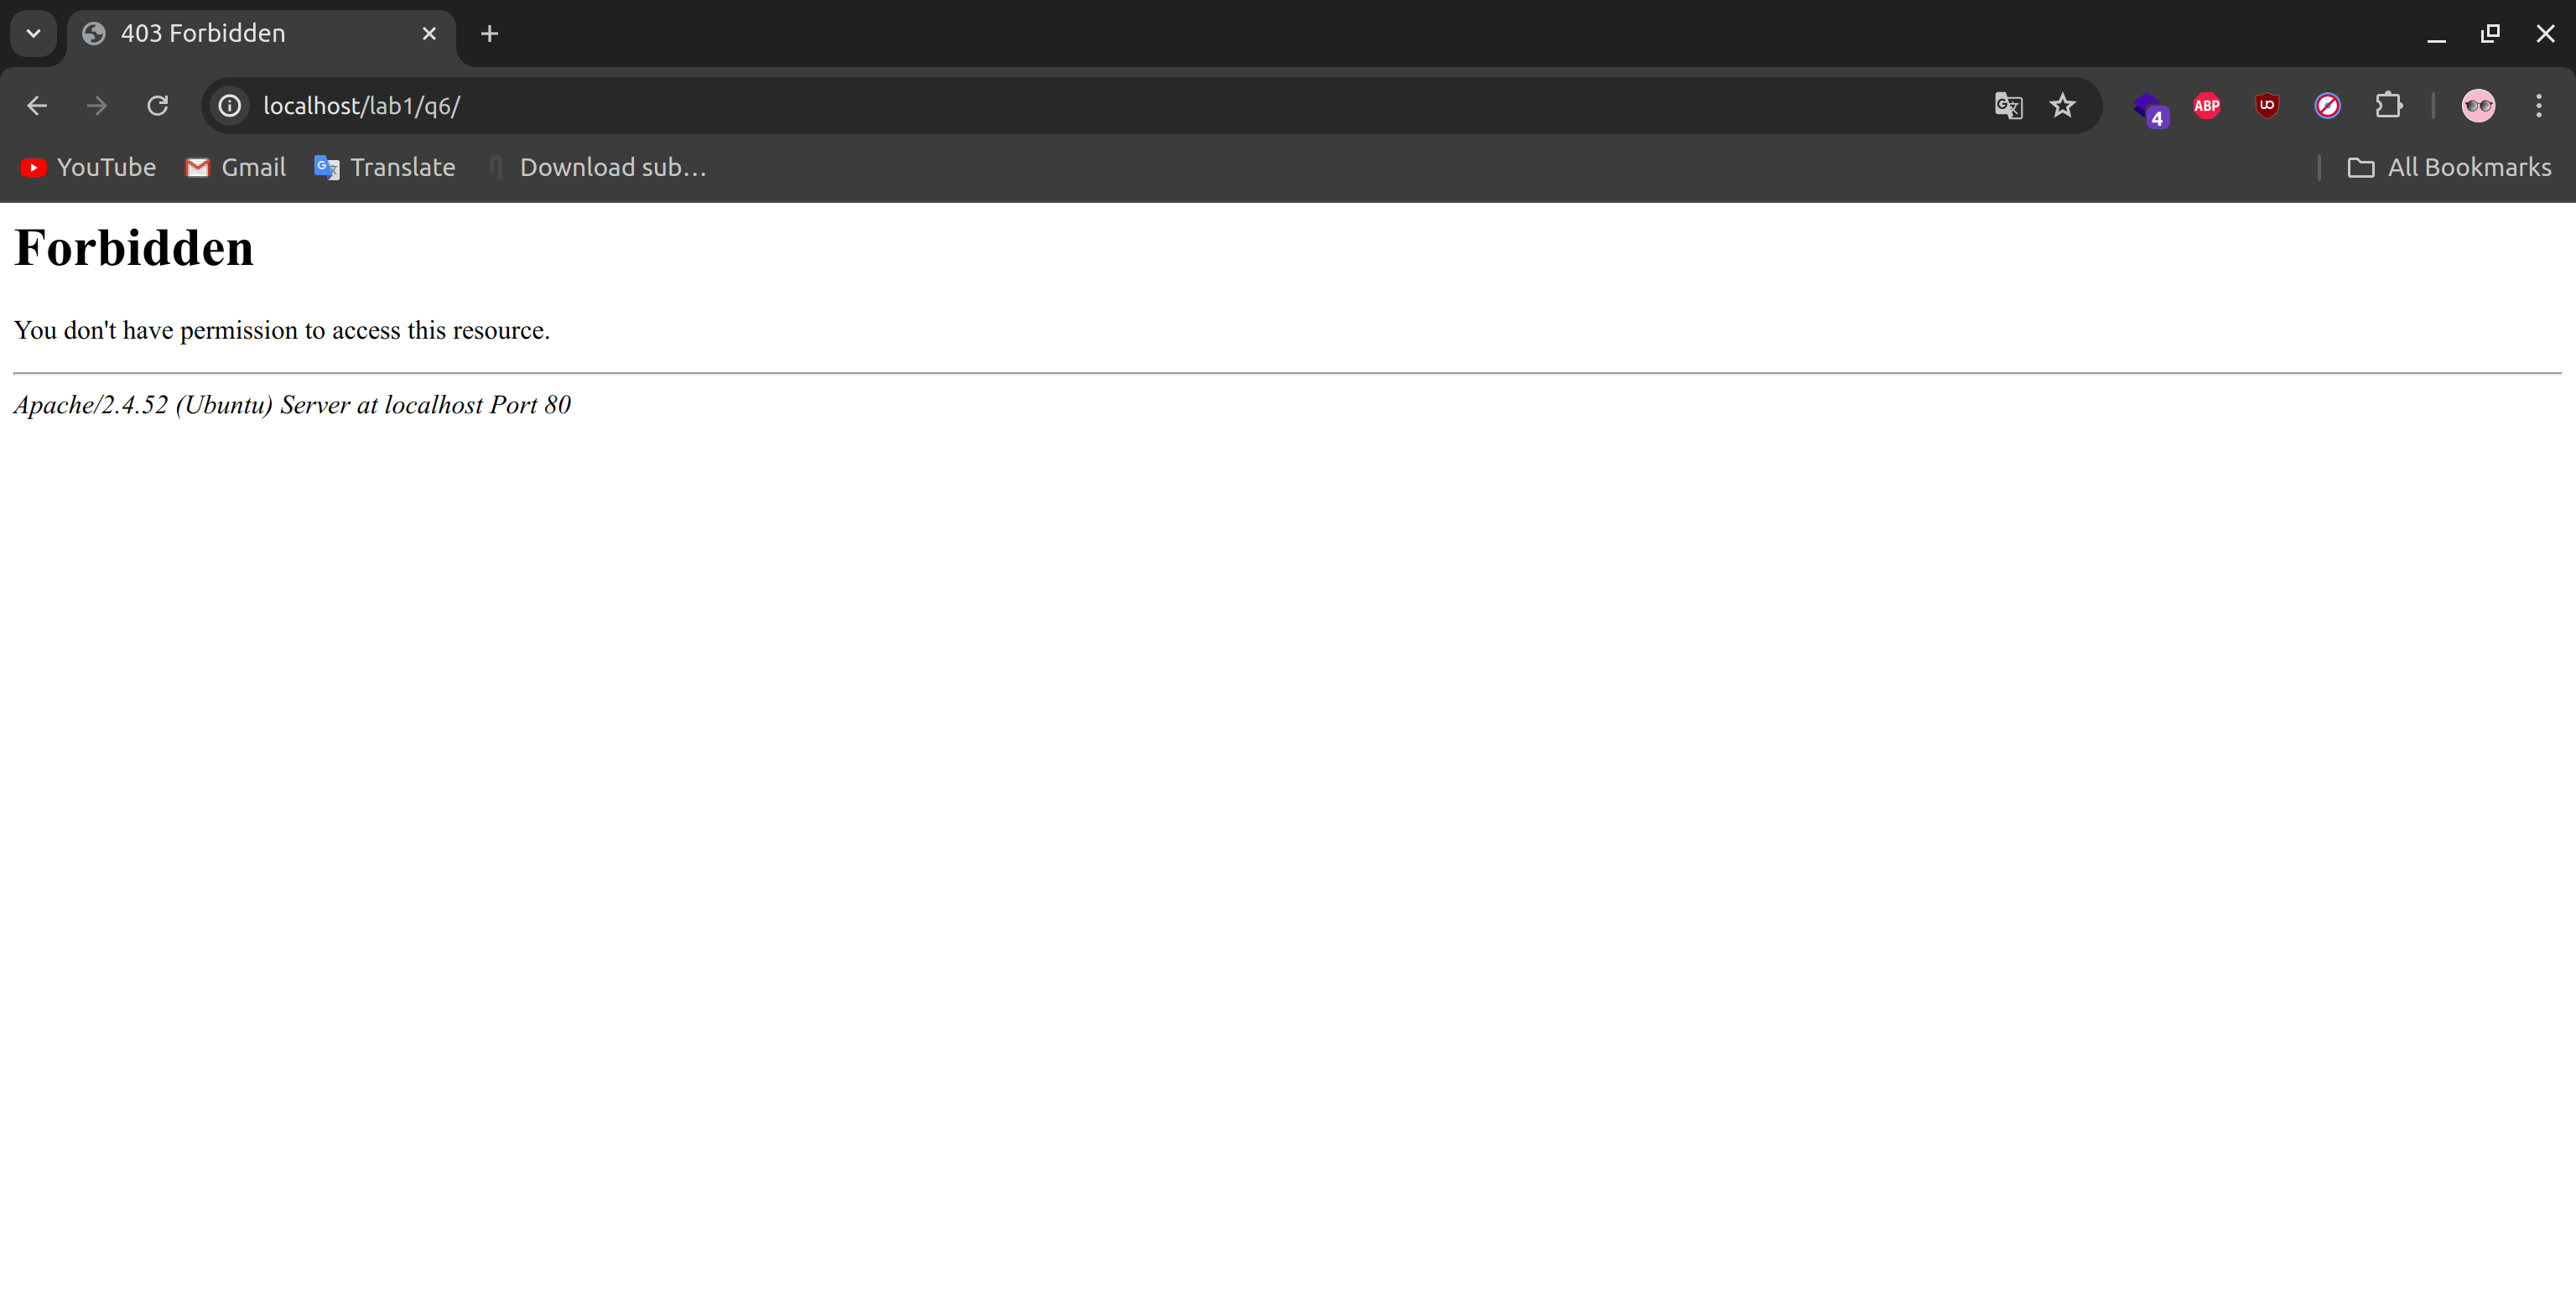 403 Forbidden
localhost/lab1/q6/
4
ABP
YouTube
Gmail
Translate
Download sub...
All Bookmarks
Forbidden
You don't have permission to access this resource.
Apache/2.4.52 (Ubuntu) Server at localhost Port 80